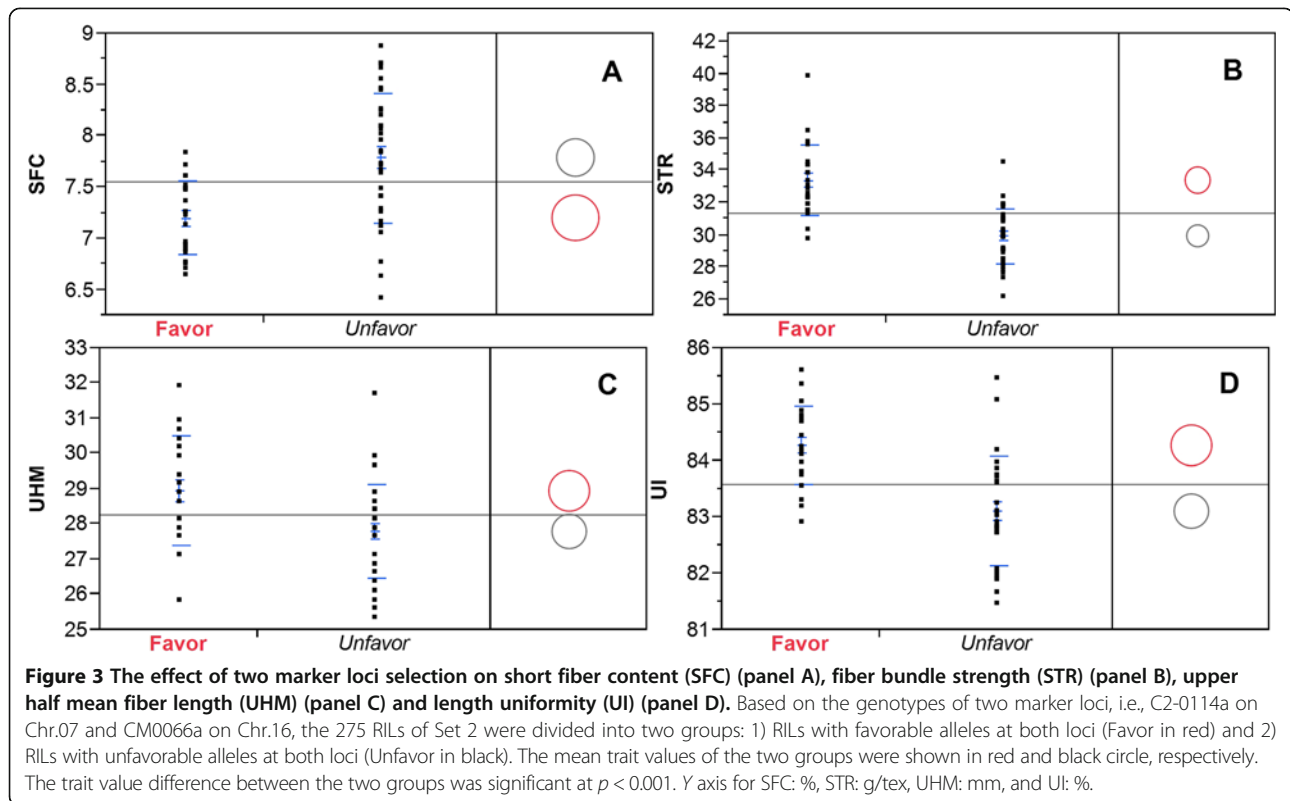 9
8.5
8
7.5
7
6.5
SFC
A
Favor
Unfavor
42
40
38
36
34
32
30
28
26
STR
B
Favor
Unfavor
33
32
31
30
29
28
27
26
25
UHM
C
Favor
Unfavor
86
85
84
83
82
81
UI
D
Favor
Unfavor
Figure 3 The effect of two marker loci selection on short fiber content (SFC) (panel A), fiber bundle strength (STR) (panel B), upper
half mean fiber length (UHM) (panel C) and length uniformity (UI) (panel D). Based on the genotypes of two marker loci, i.e., C2-0114a on
Chr.07 and CM0066a on Chr.16, the 275 RILs of Set 2 were divided into two groups: 1) RILs with favorable alleles at both loci (Favor in red) and 2)
RILs with unfavorable alleles at both loci (Unfavor in black). The mean trait values of the two groups were shown in red and black circle, respectively.
The trait value difference between the two groups was significant at p < 0.001. Y axis for SFC: %, STR: g/tex, UHM: mm, and UI: %.